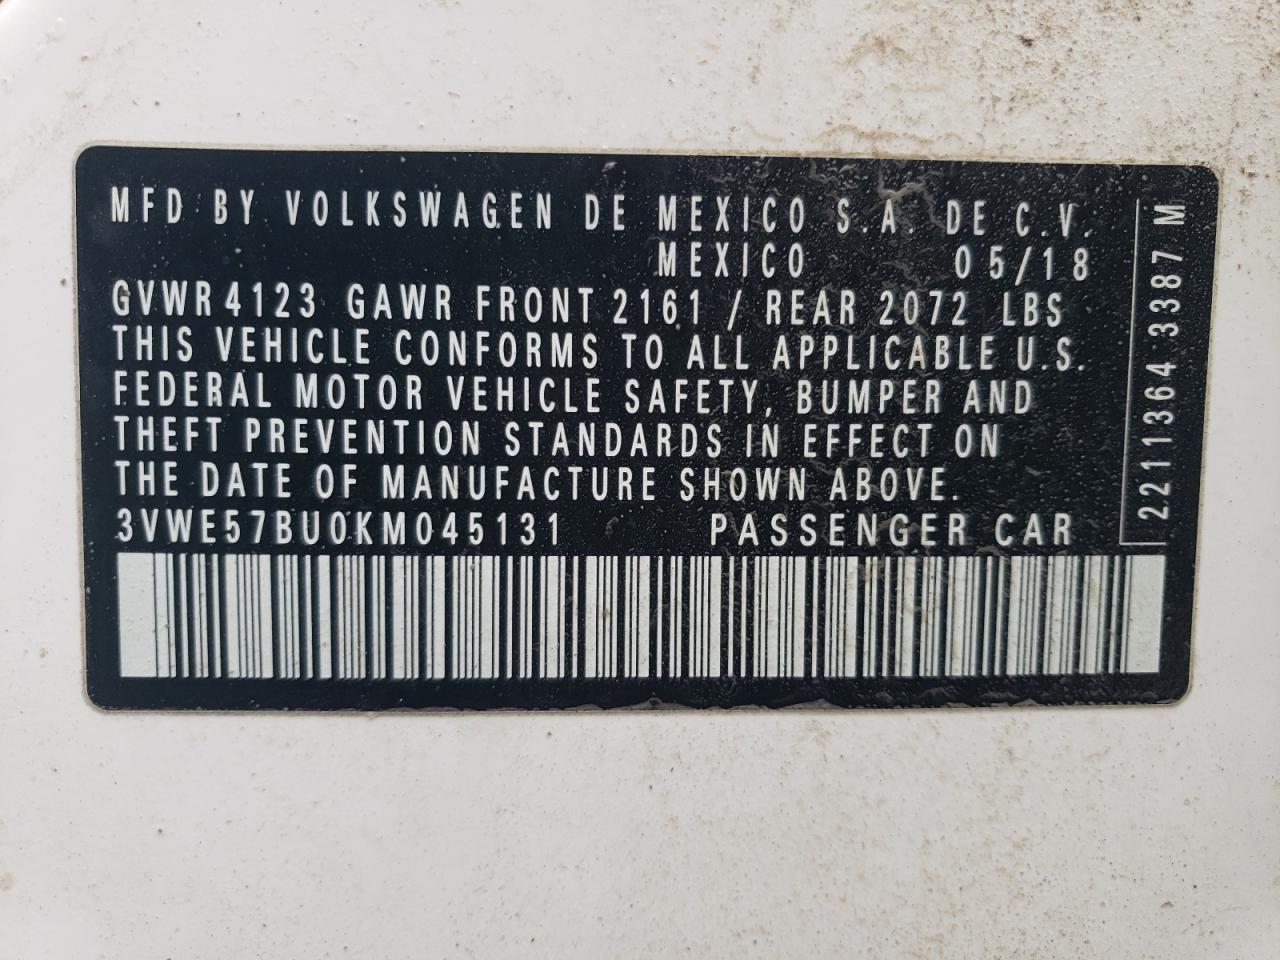 MFD BY VOLKSWAGEN DE MEXICO S.A. DE C.V.
MEXICO 05/18
GVWR 4123 GAWR FRONT 2161 / REAR 2072 LBS
THIS VEHICLE CONFORMS TO ALL APPLICABLE U.S.
FEDERAL MOTOR VEHICLE SAFETY, BUMPER AND
THEFT PREVENTION STANDARDS IN EFFECT ON
THE DATE OF MANUFACTURE SHOWN ABOVE.
3VWE57BU0KM045131 PASSENGER CAR
2211364 3387 M